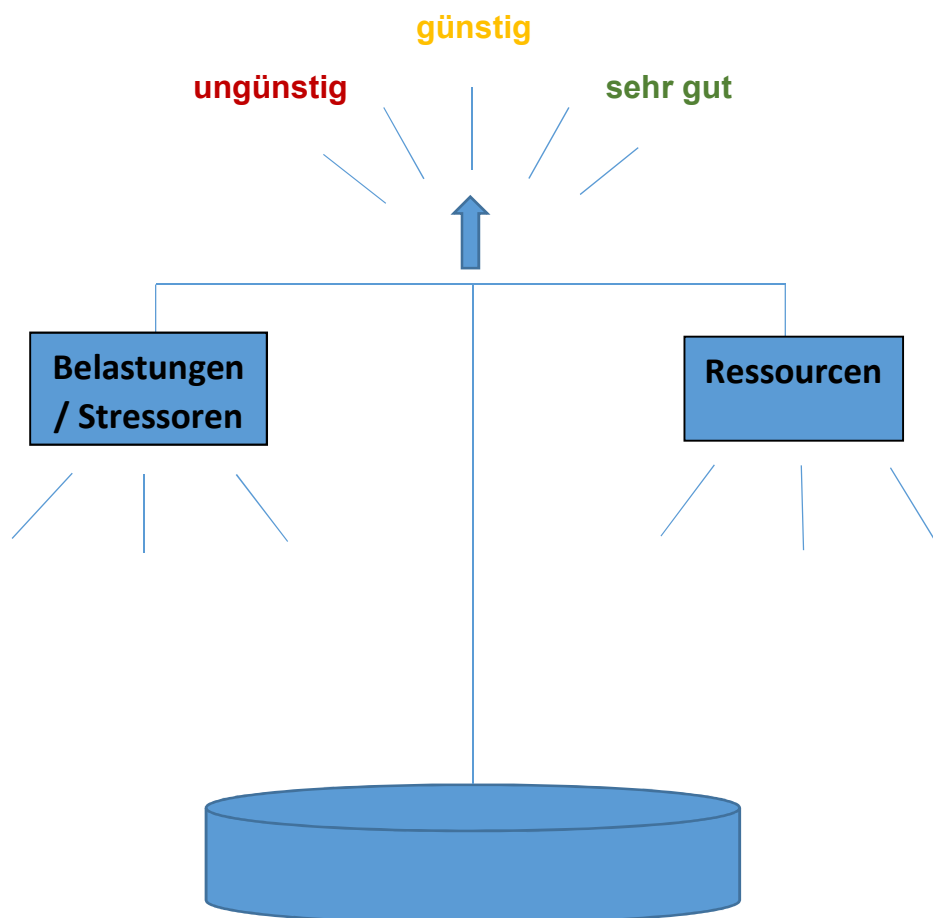 günstig
ungünstig
sehr gut
Belastungen
/ Stressoren
Ressourcen